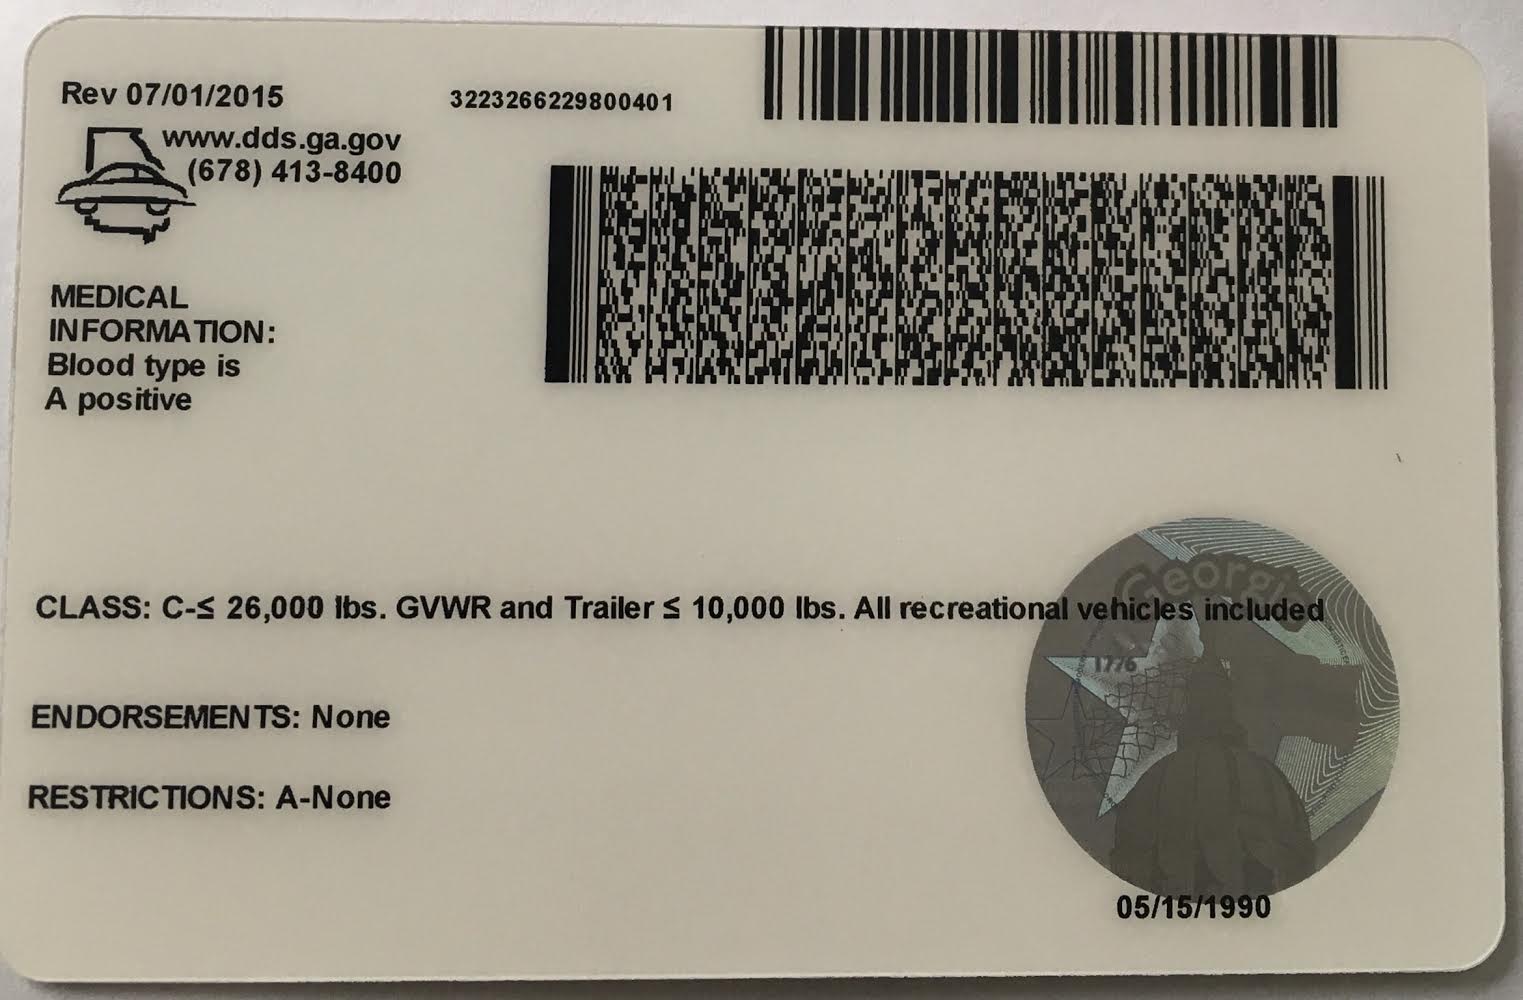 Rev 07/01/2015
3223266229800401
www.dds.ga.gov
(678) 413-8400
MEDICAL
INFORMATION:
Blood type is
A positive
CLASS: C-≤ 26,000 lbs. GVWR and Trailer ≤ 10,000 lbs. All recreational vehicles included
Georgia
1776
ENDORSEMENTS: None
RESTRICTIONS: A-None
05/15/1990